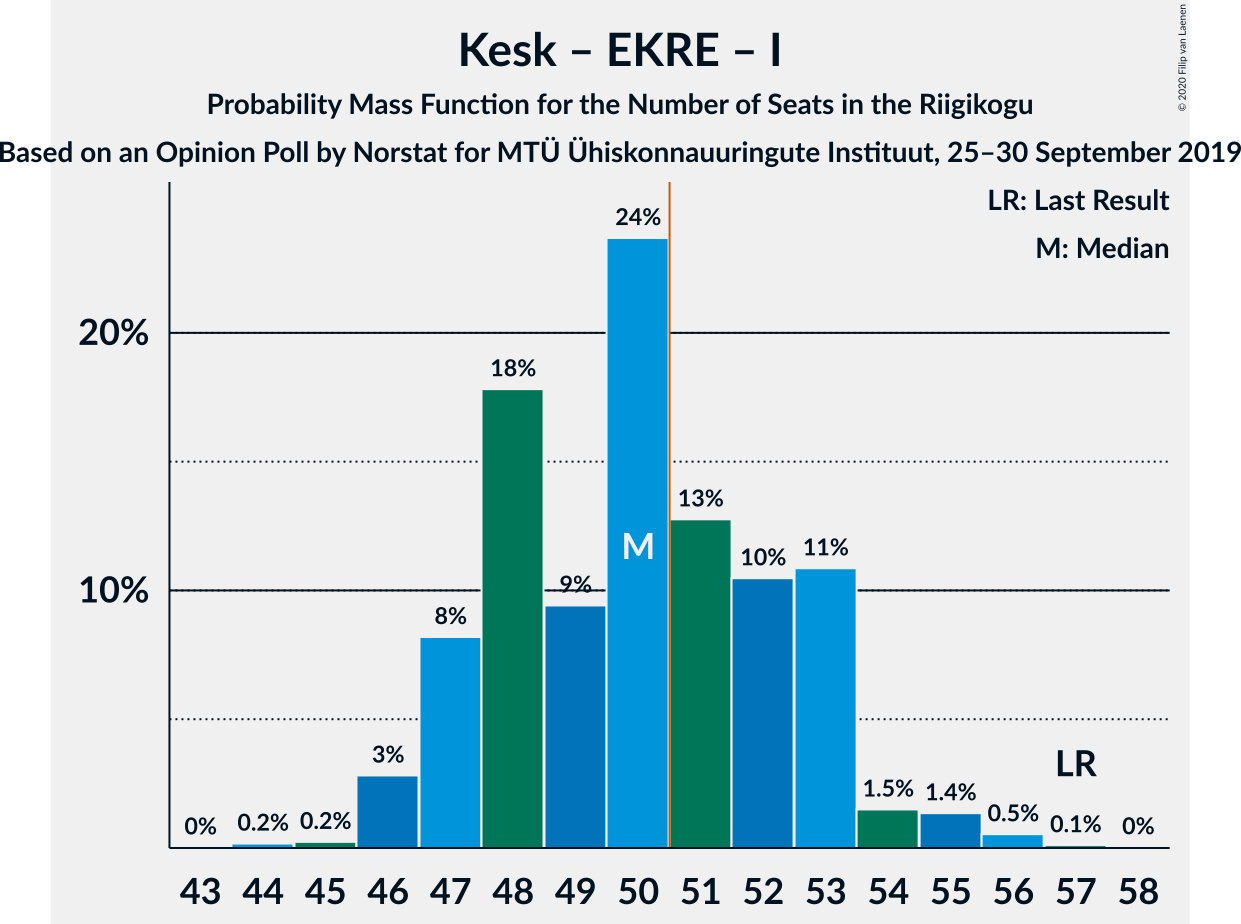 Kesk – EKRE – I
Probability Mass Function for the Number of Seats in the Riigikogu
Based on an Opinion Poll by Norstat for MTÜ Ühiskonnauuringute Instituut, 25–30 September 2019
© 2020 Filip van Laenen
LR: Last Result
M: Median
20%
10%
0%
0.2%
0.2%
3%
8%
18%
9%
24%
M
13%
10%
11%
1.5%
1.4%
0.5%
LR
0.1%
0%
43 44 45 46 47 48 49 50 51 52 53 54 55 56 57 58